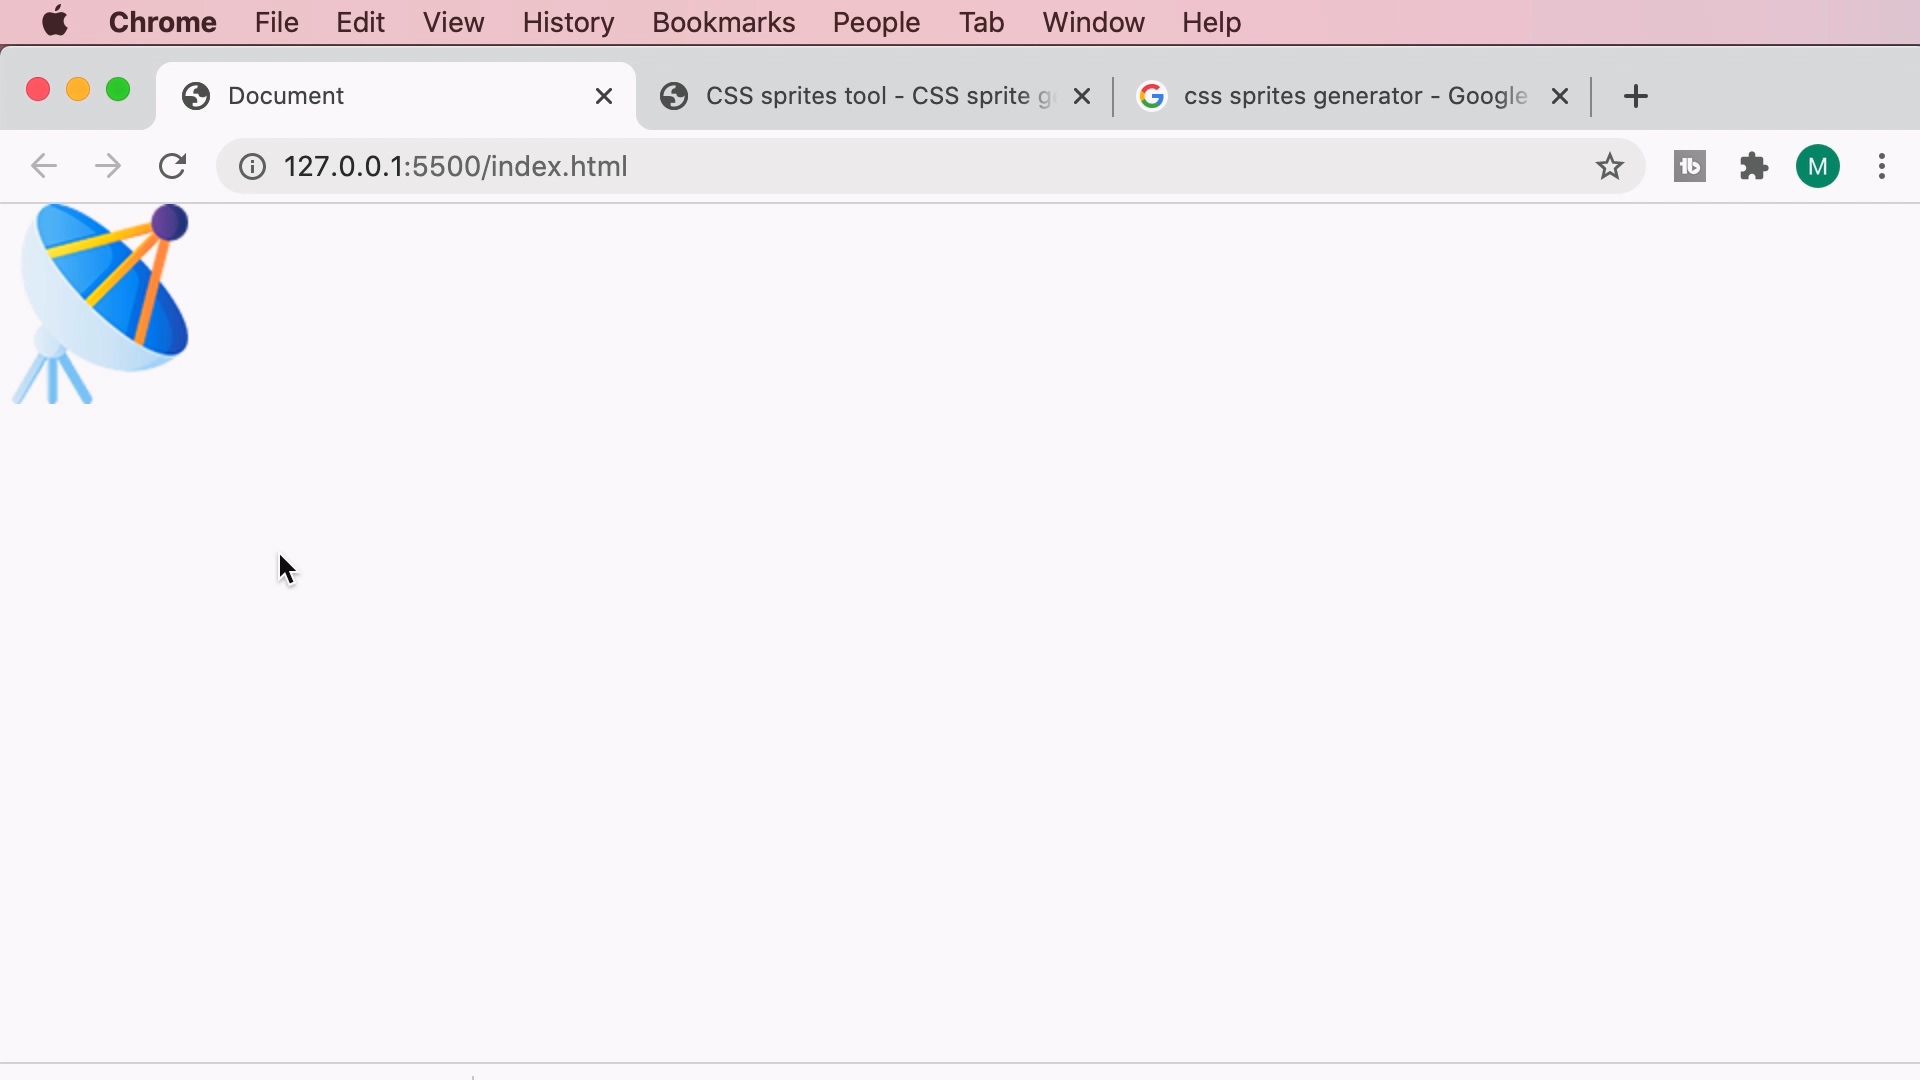 Chrome File Edit View History Bookmarks People Tab Window Help
Document CSS sprites tool - CSS sprite g css sprites generator - Google
127.0.0.1:5500/index.html M